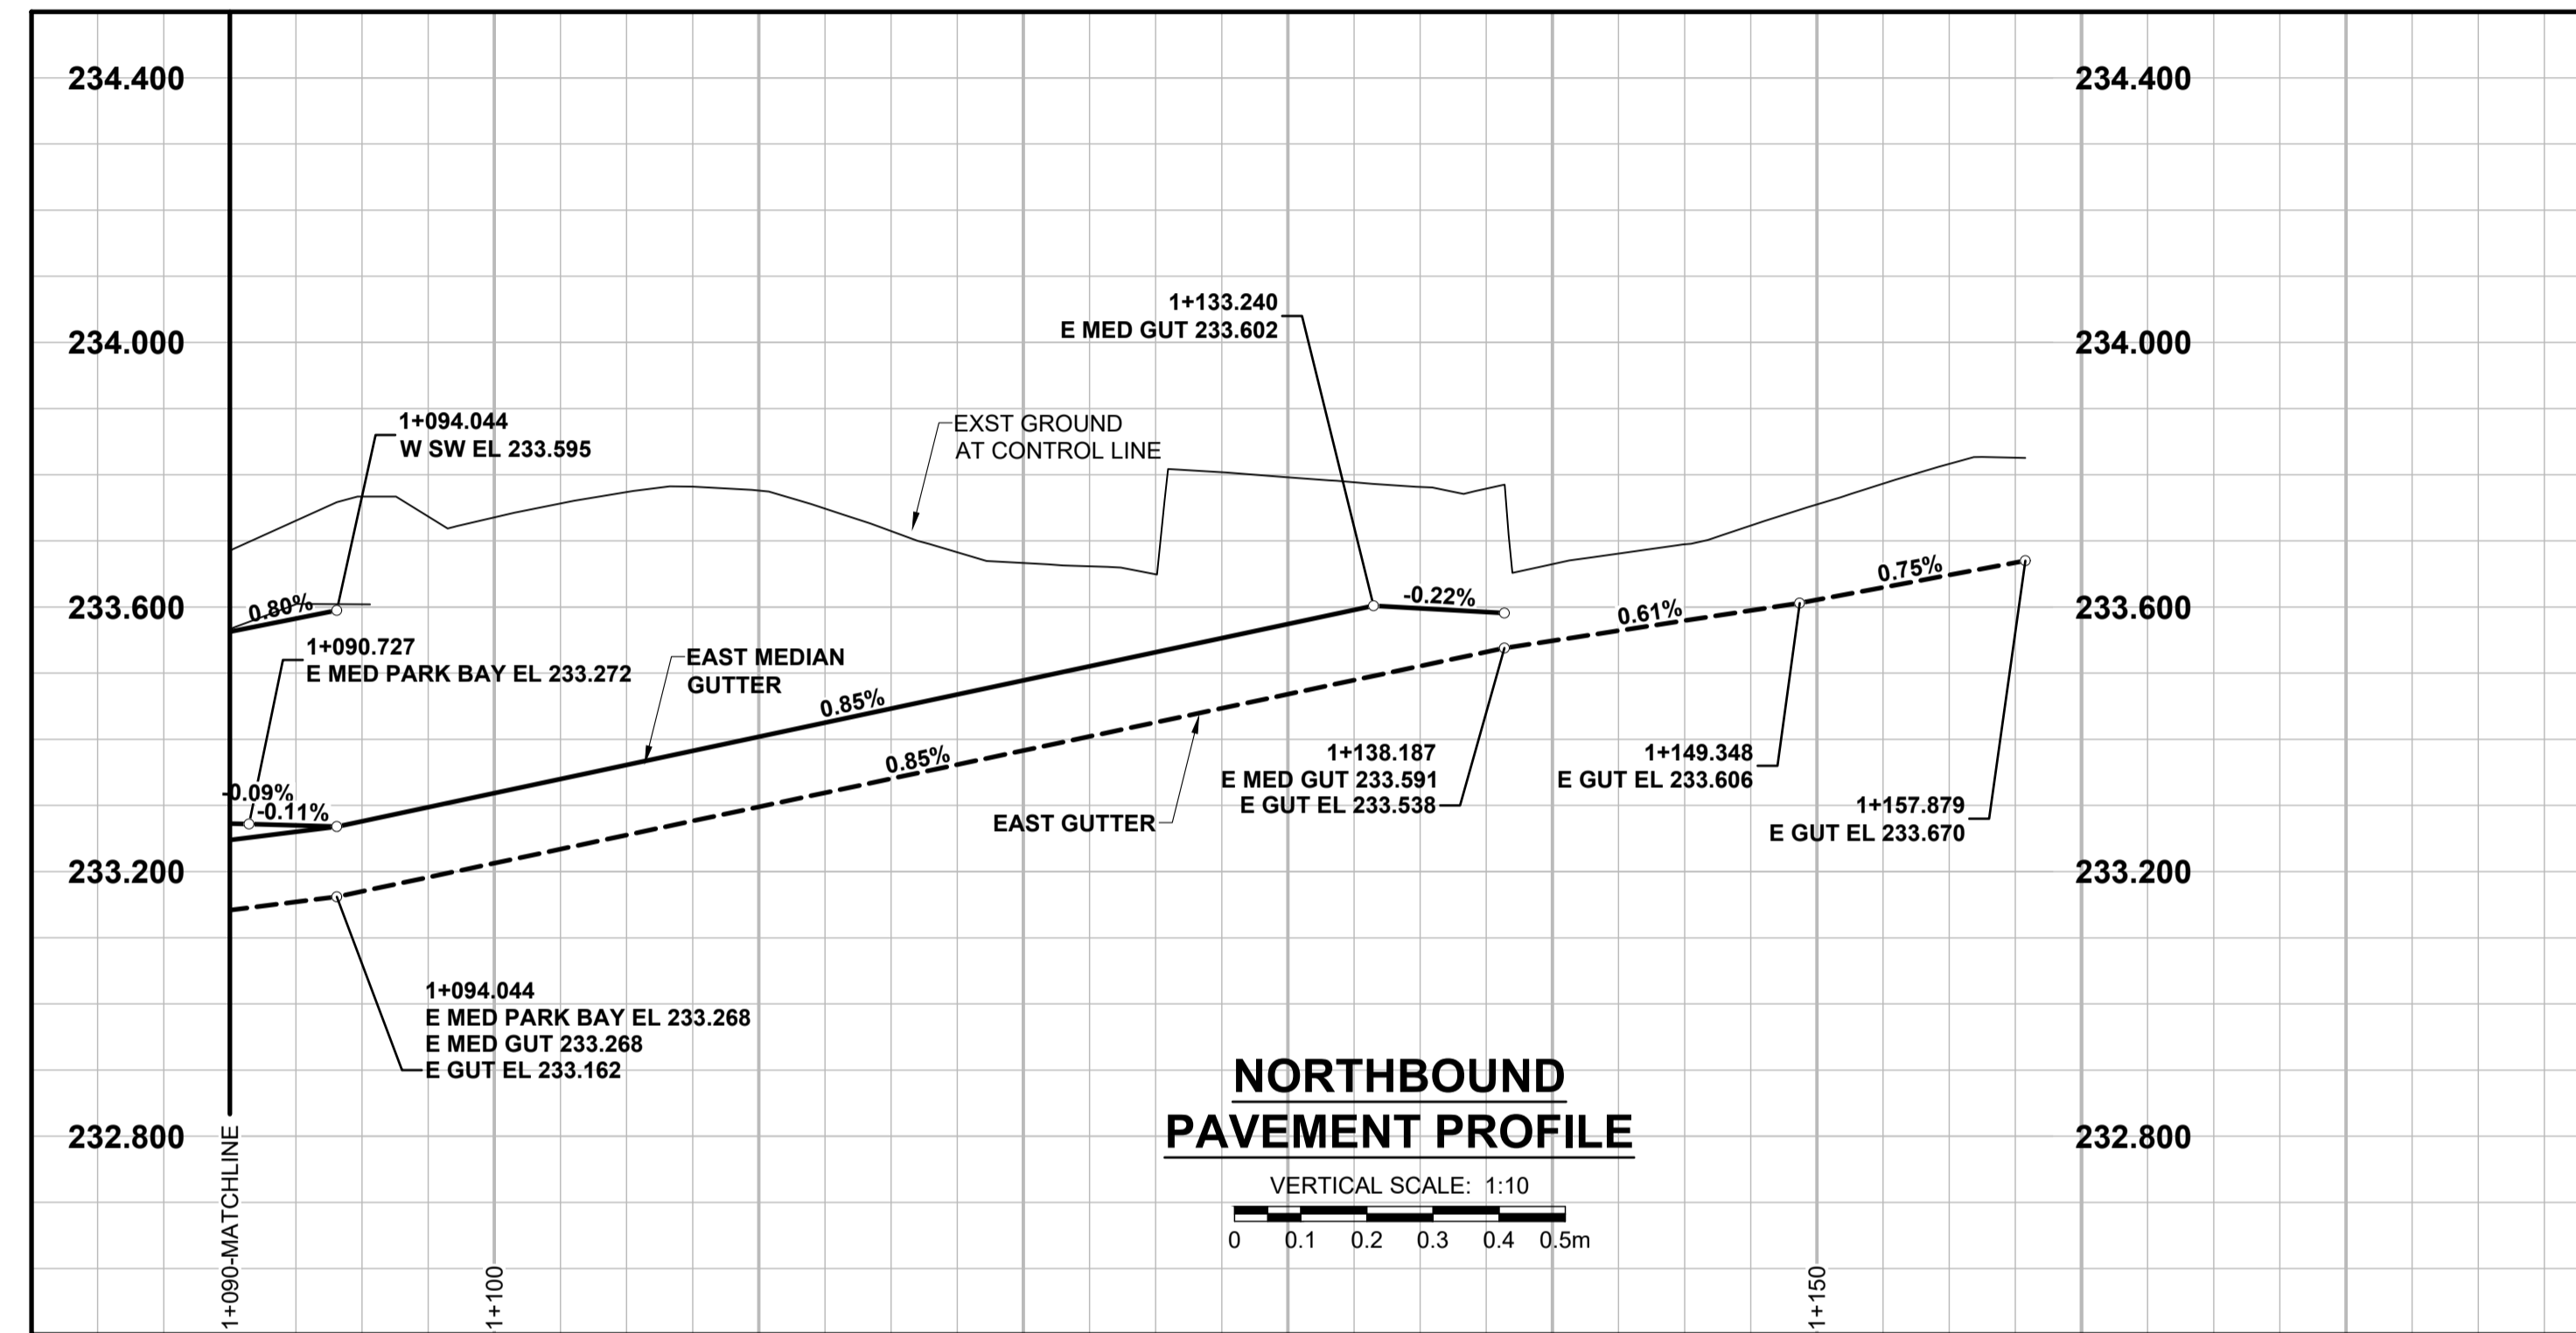 234.400
234.400
1+133.240
E MED GUT 233.602
234.000
234.000
1+094.044
W SW EL 233.595
EXST GROUND
AT CONTROL LINE
0.80%
233.600
233.600
-0.22%
0.61%
0.75%
1+090.727
E MED PARK BAY EL 233.272
EAST MEDIAN
GUTTER
0.85%
0.85%
-0.09%
-0.11%
EAST GUTTER
1+138.187
E MED GUT 233.591
E GUT EL 233.538
1+149.348
E GUT EL 233.606
1+157.879
E GUT EL 233.670
233.200
233.200
1+094.044
E MED PARK BAY EL 233.268
E MED GUT 233.268
E GUT EL 233.162
NORTHBOUND
PAVEMENT PROFILE
232.800
232.800
VERTICAL SCALE: 1:10
0 0.1 0.2 0.3 0.4 0.5m
1+090-MATCHLINE
1+100
1+150